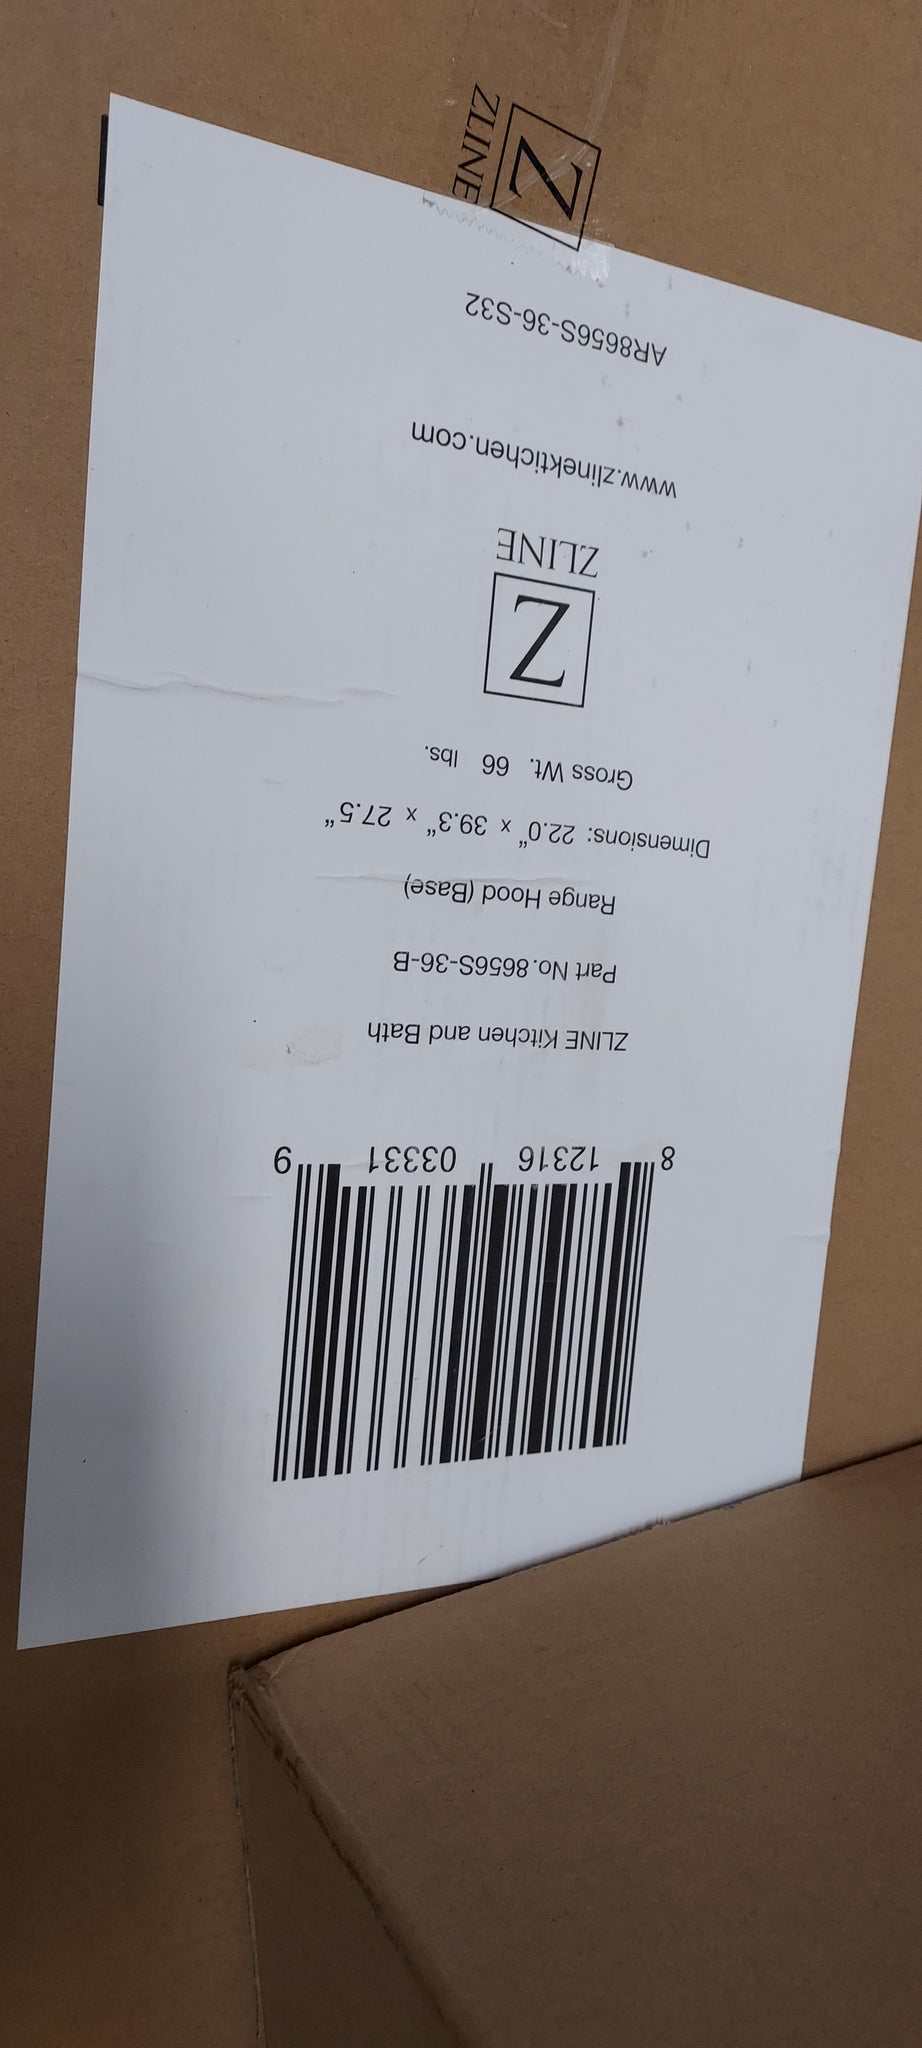 8 12316 03331 9
ZLINE Kitchen and Bath
Part No. 8656S-36-B
Range Hood (Base)
Dimensions: 22.0" x 39.3" x 27.5"
Gross Wt. 66 lbs.
Z
ZLINE
www.zlinektichen.com
AR8656S-36-S32
Z
ZLINE